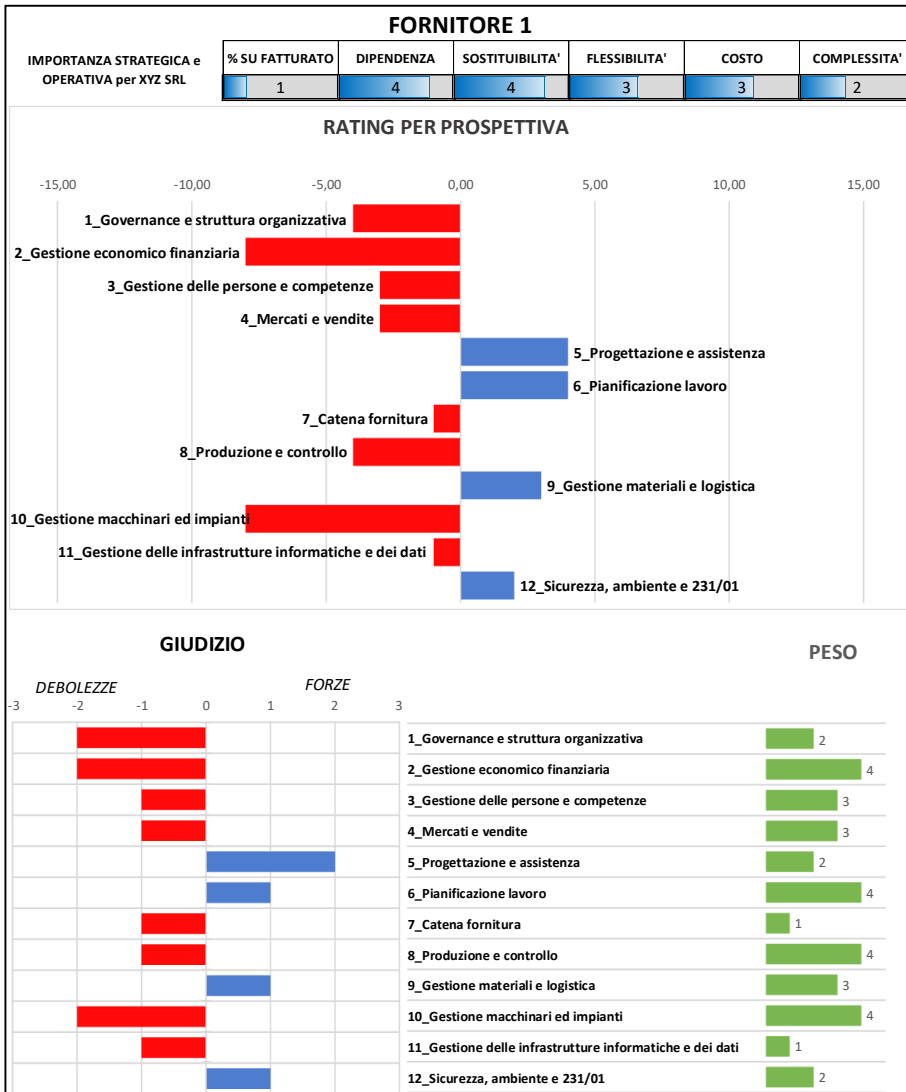 FORNITORE 1
IMPORTANZA STRATEGICA e
OPERATIVA per XYZ SRL
% SU FATTURATO DIPENDENZA SOSTITUIBILITA' FLESSIBILITA' COSTO COMPLESSITA'
1 4 4 3 3 2
RATING PER PROSPETTIVA
-15,00 -10,00 -5,00 0,00 5,00 10,00 15,00
1_Governance e struttura organizzativa
2_Gestione economico finanziaria
3_Gestione delle persone e competenze
4_Mercati e vendite
5_Progettazione e assistenza
6_Pianificazione lavoro
7_Catena fornitura
8_Produzione e controllo
9_Gestione materiali e logistica
10_Gestione macchinari ed impianti
11_Gestione delle infrastrutture informatiche e dei dati
12_Sicurezza, ambiente e 231/01
GIUDIZIO
PESO
DEBOLEZZE FORZE
-3 -2 -1 0 1 2 3
1_Governance e struttura organizzativa 2
2_Gestione economico finanziaria 4
3_Gestione delle persone e competenze 3
4_Mercati e vendite 3
5_Progettazione e assistenza 2
6_Pianificazione lavoro 4
7_Catena fornitura 1
8_Produzione e controllo 4
9_Gestione materiali e logistica 3
10_Gestione macchinari ed impianti 4
11_Gestione delle infrastrutture informatiche e dei dati 1
12_Sicurezza, ambiente e 231/01 2